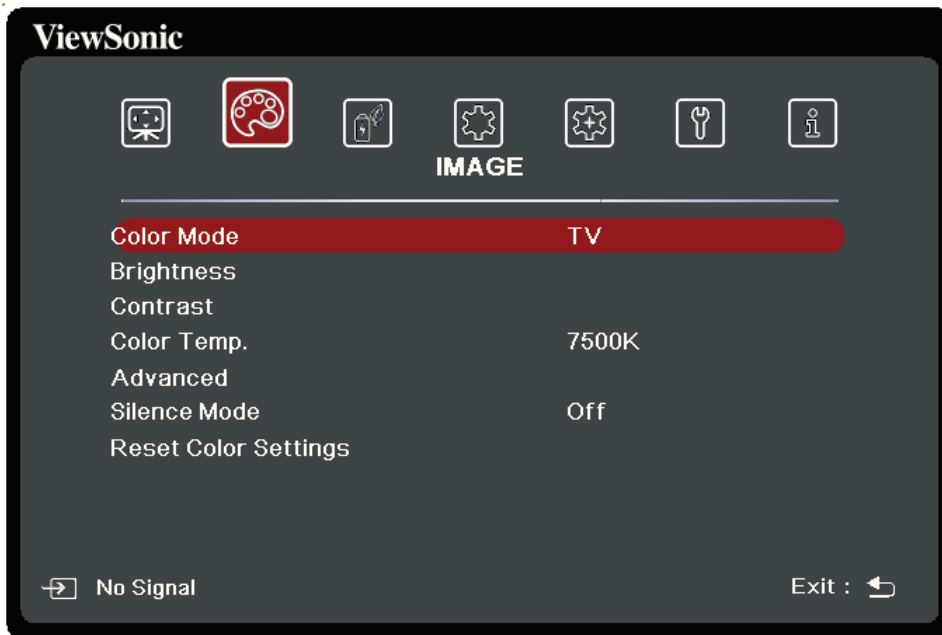 ViewSonic
IMAGE
Color Mode TV
Brightness
Contrast
Color Temp. 7500K
Advanced
Silence Mode Off
Reset Color Settings
No Signal Exit :